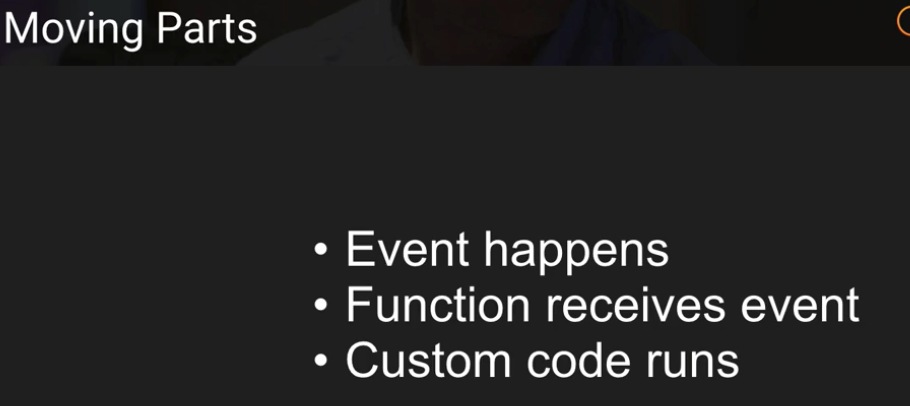 Moving Parts
• Event happens
• Function receives event
• Custom code runs